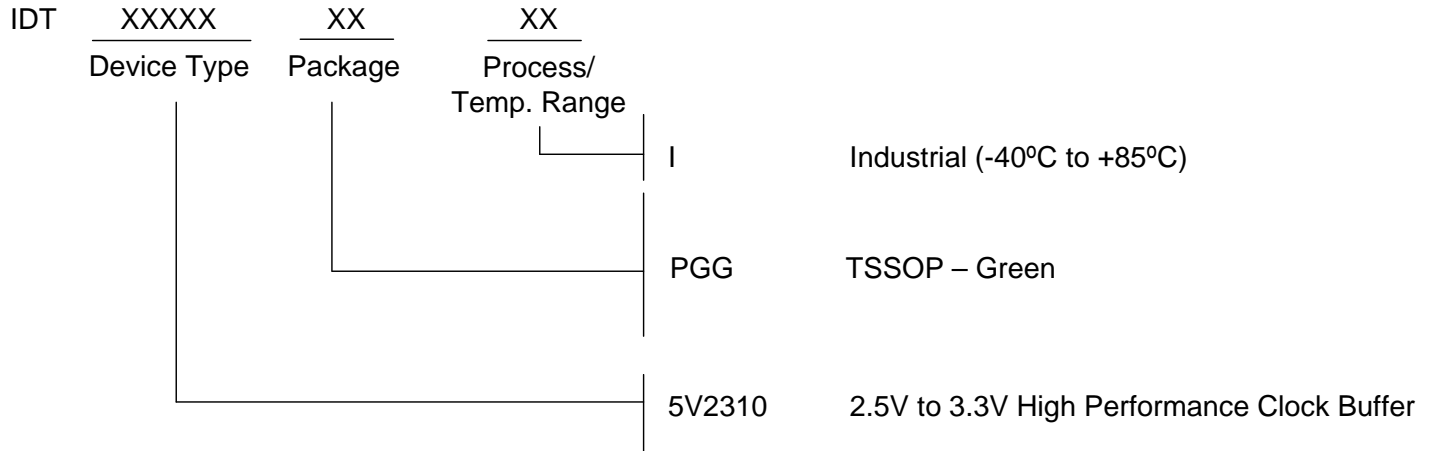 IDT XXXXX XX XX
Device Type Package Process/
Temp. Range
I Industrial (-40ºC to +85ºC)
PGG TSSOP – Green
5V2310 2.5V to 3.3V High Performance Clock Buffer